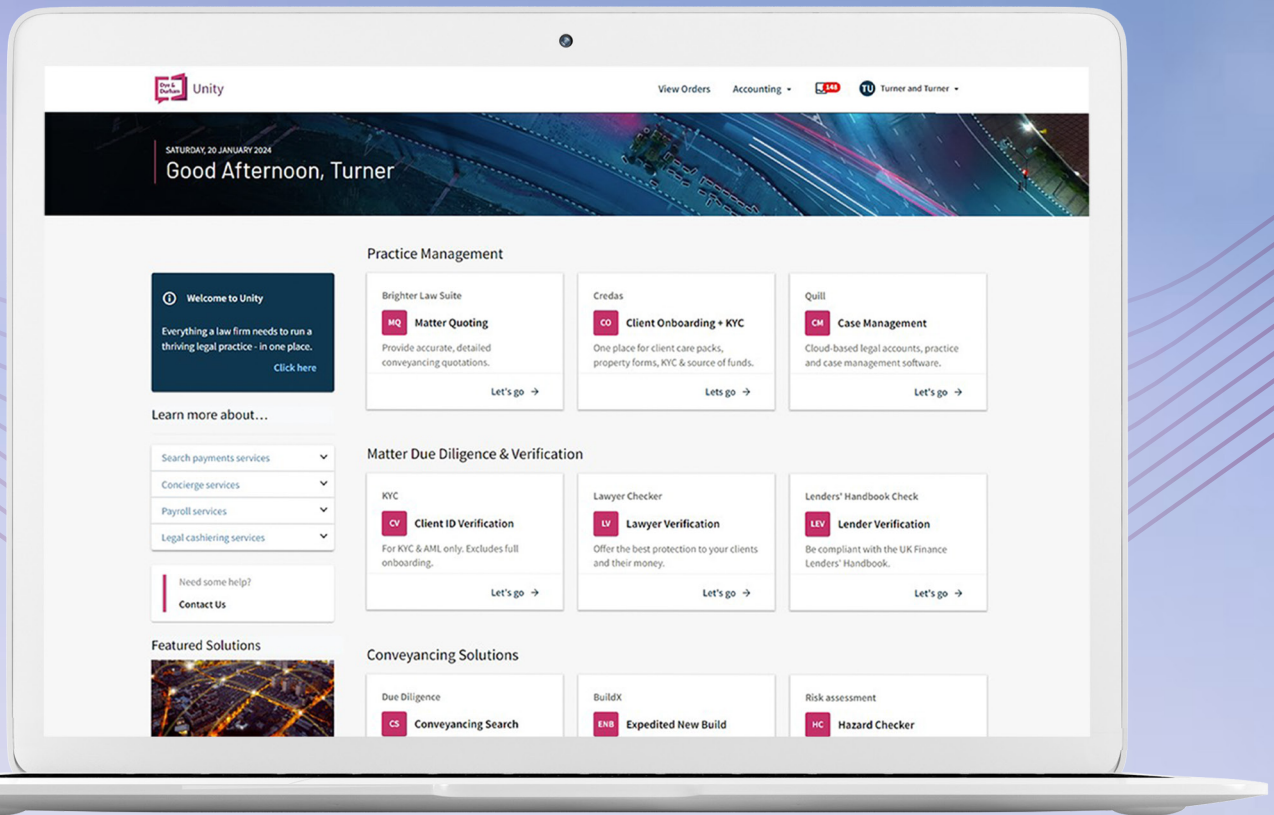 Dye &
Durham
Unity
View Orders
Accounting
148
TU
Turner and Turner
SATURDAY, 20 JANUARY 2024
Good Afternoon, Turner
Welcome to Unity
Everything a law firm needs to run a
thriving legal practice - in one place.
Click here
Learn more about...
Search payments services
Concierge services
Payroll services
Legal cashiering services
Need some help?
Contact Us
Featured Solutions
Practice Management
Brighter Law Suite
MQ Matter Quoting
Provide accurate, detailed
conveyancing quotations.
Let's go →
Credas
CO Client Onboarding + KYC
One place for client care packs,
property forms, KYC & source of funds.
Lets go →
Quill
CM Case Management
Cloud-based legal accounts, practice
and case management software.
Let's go →
Matter Due Diligence & Verification
KYC
CV Client ID Verification
For KYC & AML only. Excludes full
onboarding.
Let's go →
Lawyer Checker
LV Lawyer Verification
Offer the best protection to your clients
and their money.
Let's go →
Lenders' Handbook Check
LEV Lender Verification
Be compliant with the UK Finance
Lenders' Handbook.
Let's go →
Conveyancing Solutions
Due Diligence
CS Conveyancing Search
BuildX
ENB Expedited New Build
Risk assessment
HC Hazard Checker